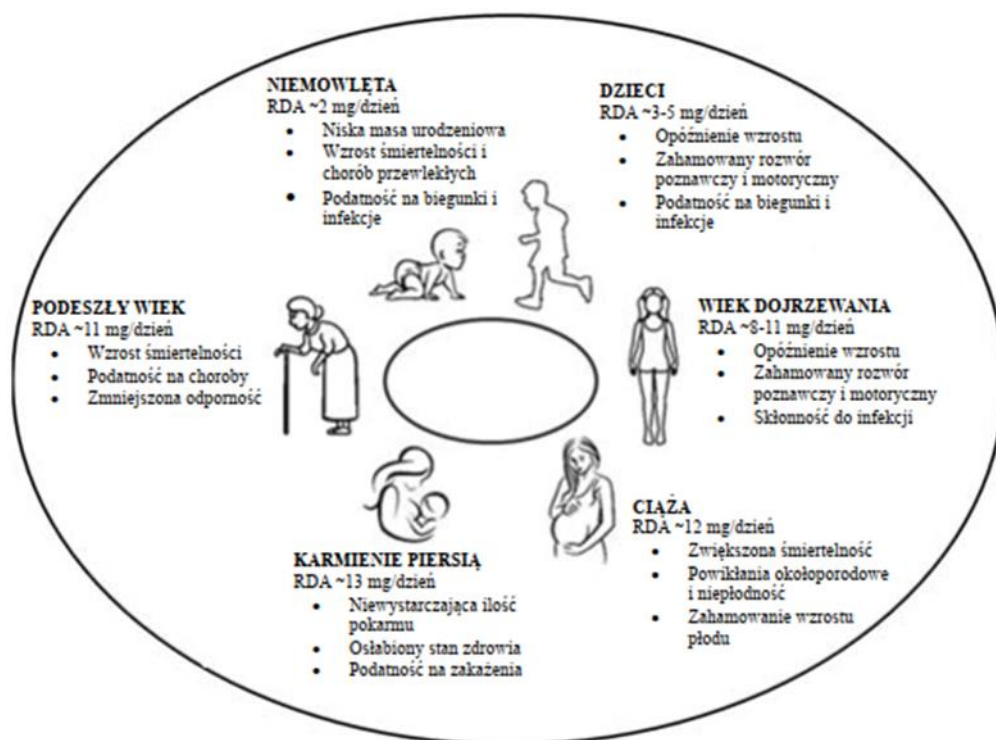 NIEMOWLĘTA
RDA ~2 mg/dzień
• Niska masa urodzeniowa
• Wzrost śmiertelności i
chorób przewlekłych
• Podatność na biegunki i
infekcje
DZIECI
RDA ~3-5 mg/dzień
• Opóźnienie wzrostu
• Zahamowany rozwór
poznawczy i motoryczny
• Podatność na biegunki i
infekcje
PODESZŁY WIEK
RDA ~11 mg/dzień
• Wzrost śmiertelności
• Podatność na choroby
• Zmniejszona odporność
WIEK DOJRZEWANIA
RDA ~8-11 mg/dzień
• Opóźnienie wzrostu
• Zahamowany rozwór
poznawczy i motoryczny
• Skłonność do infekcji
KARMIENIE PIERSIĄ
RDA ~13 mg/dzień
• Niewystarczająca ilość
pokarmu
• Osłabiony stan zdrowia
• Podatność na zakażenia
CIĄŻA
RDA ~12 mg/dzień
• Zwiększona śmiertelność
• Powikłania okołoporodowe
i niepłodność
• Zahamowanie wzrostu
płodu